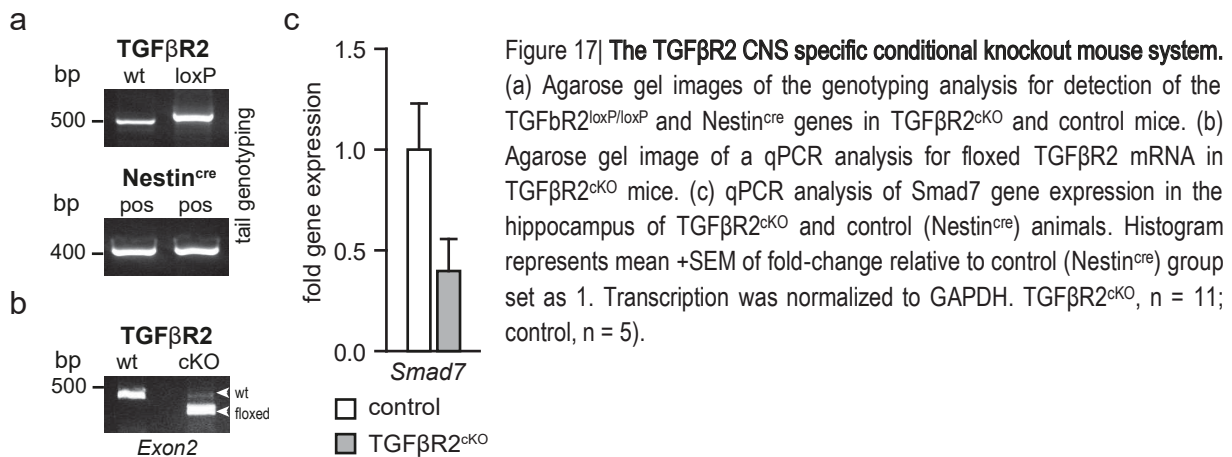 a
TGFβR2
bp
wt loxP
500
Nestincre
bp
pos pos
400
tail genotyping
b
TGFβR2
bp
wt cKO
500
wt
floxed
Exon2
c
fold gene expression
1.5
1.0
0.5
0.0
Smad7
control
TGFβR2cKO
Figure 17| The TGFβR2 CNS specific conditional knockout mouse system.
(a) Agarose gel images of the genotyping analysis for detection of the
TGFbR2loxP/loxP and Nestincre genes in TGFβR2cKO and control mice. (b)
Agarose gel image of a qPCR analysis for floxed TGFβR2 mRNA in
TGFβR2cKO mice. (c) qPCR analysis of Smad7 gene expression in the
hippocampus of TGFβR2cKO and control (Nestincre) animals. Histogram
represents mean +SEM of fold-change relative to control (Nestincre) group
set as 1. Transcription was normalized to GAPDH. TGFβR2cKO, n = 11;
control, n = 5).